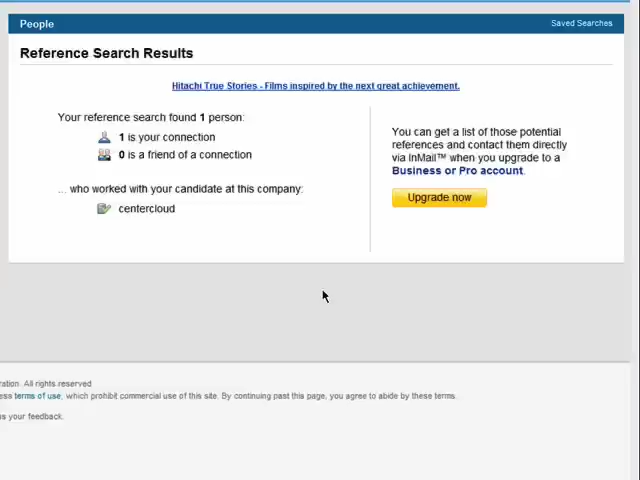 People
Saved Searches
Reference Search Results
Hitachi True Stories - Films inspired by the next great achievement.
Your reference search found 1 person:
1 is your connection
0 is a friend of a connection
... who worked with your candidate at this company:
centercloud
You can get a list of those potential
references and contact them directly
via InMail™ when you upgrade to a
Business or Pro account.
Upgrade now
All rights reserved
terms of use, which prohibit commercial use of this site. By continuing past this page, you agree to abide by these terms.
us your feedback.